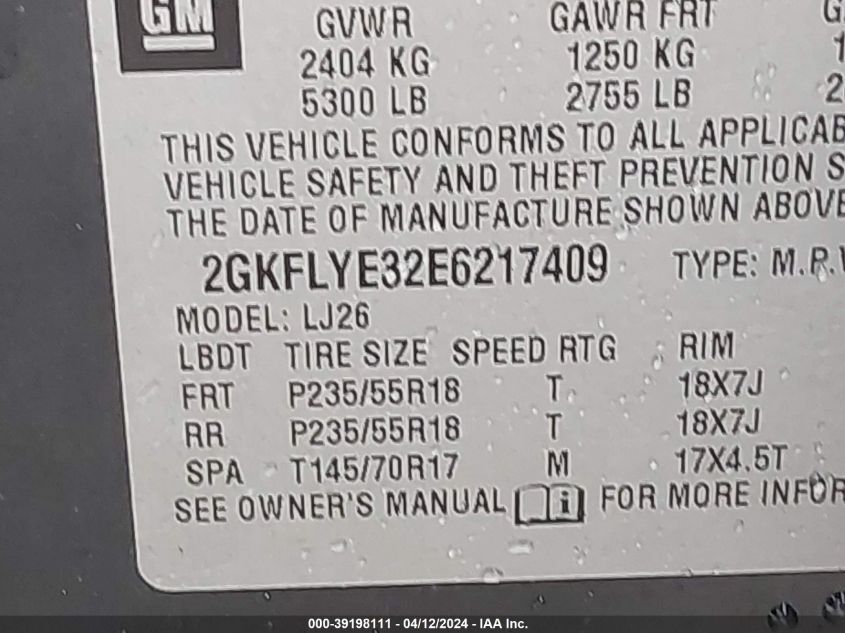 GM
GVWR GAWR FRT
2404 KG 1250 KG
5300 LB 2755 LB
THIS VEHICLE CONFORMS TO ALL APPLICAB
VEHICLE SAFETY AND THEFT PREVENTION S
THE DATE OF MANUFACTURE SHOWN ABOVE
2GKFLYE32E6217409 TYPE: M.P.V
MODEL: LJ26
LBDT TIRE SIZE SPEED RTG RIM
FRT P235/55R18 T 18X7J
RR P235/55R18 T 18X7J
SPA T145/70R17 M 17X4.5T
SEE OWNER'S MANUAL i FOR MORE INFOR
000-39198111 - 04/12/2024 - IAA Inc.